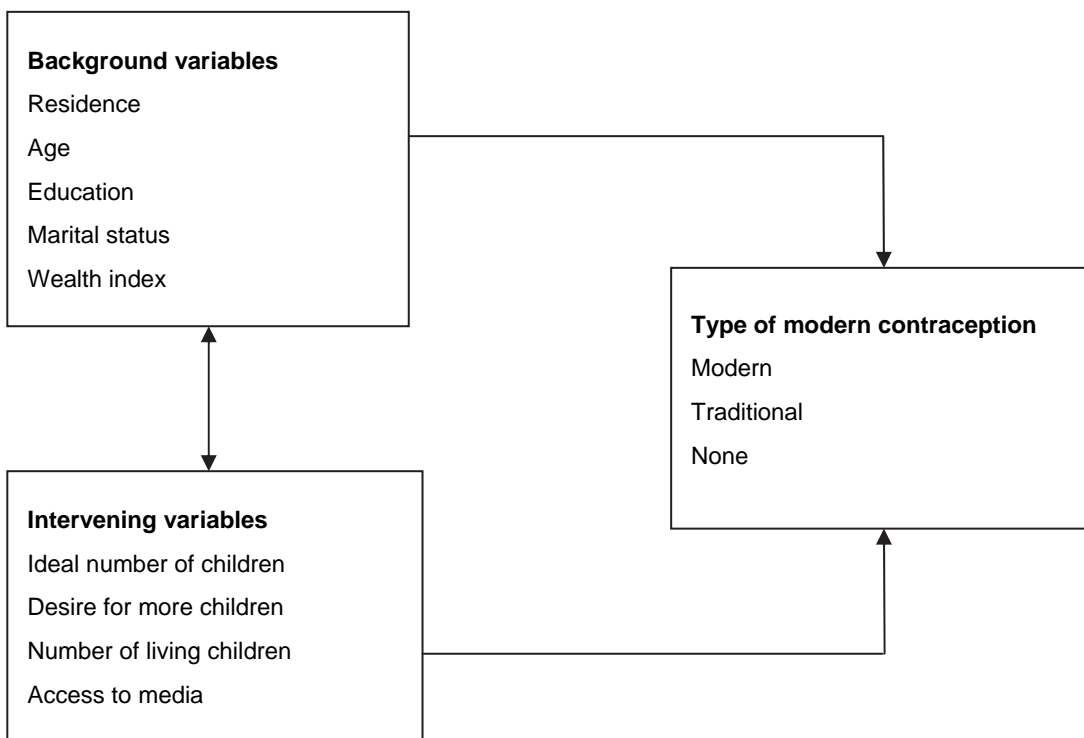 Background variables
Residence
Age
Education
Marital status
Wealth index
Type of modern contraception
Modern
Traditional
None
Intervening variables
Ideal number of children
Desire for more children
Number of living children
Access to media